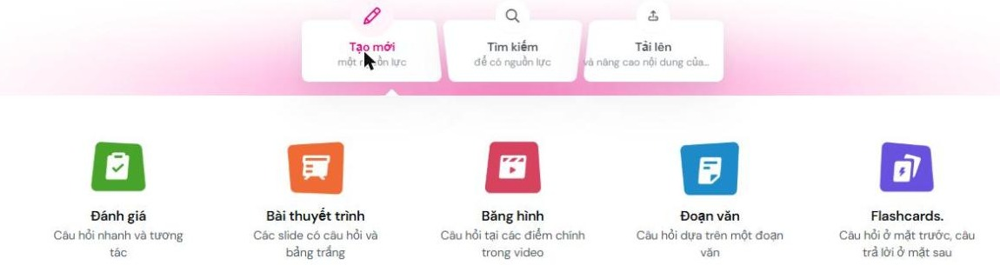 Tạo mới
một nguồn lực
Tìm kiếm
để có nguồn lực
Tải lên
và nâng cao nội dung của...
Đánh giá
Câu hỏi nhanh và tương
tác
Bài thuyết trình
Các slide có câu hỏi và
bảng trắng
Băng hình
Câu hỏi tại các điểm chính
trong video
Đoạn văn
Câu hỏi dựa trên một đoạn
văn
Flashcards.
Câu hỏi ở mặt trước, câu
trả lời ở mặt sau